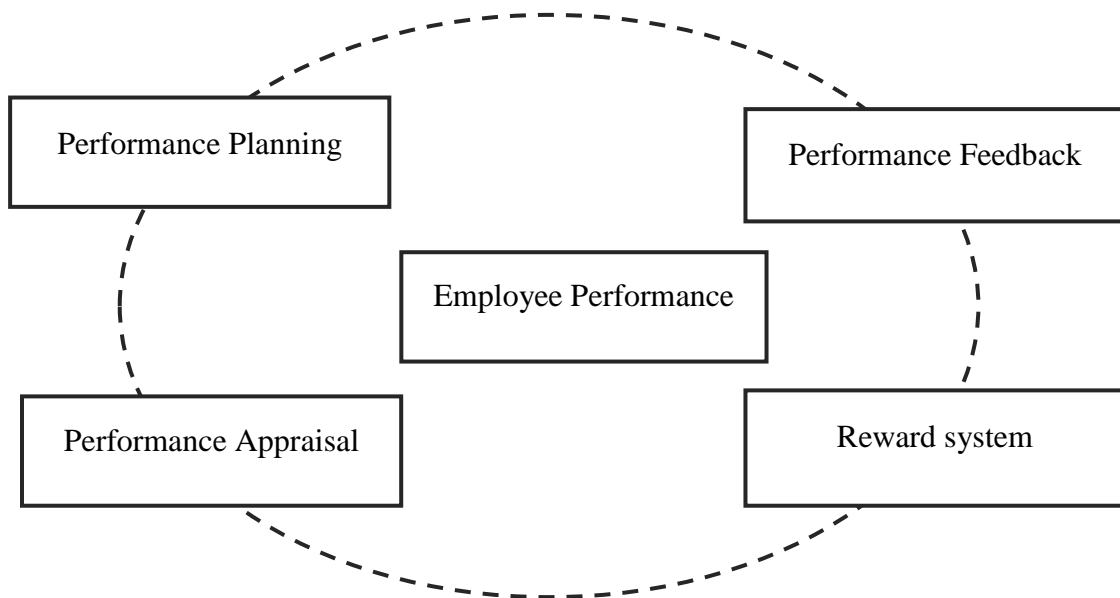 Performance Planning
Performance Feedback
Employee Performance
Performance Appraisal
Reward system